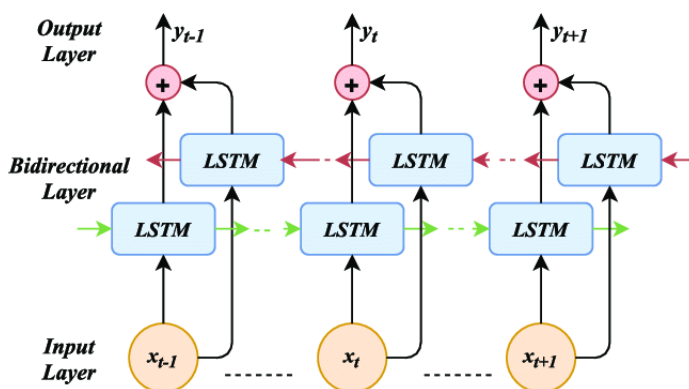 Output
Layer
y_{t-1}
y_t
y_{t+1}
+
+
+
Bidirectional
Layer
LSTM
LSTM
LSTM
LSTM
LSTM
LSTM
Input
Layer
x_{t-1}
x_t
x_{t+1}